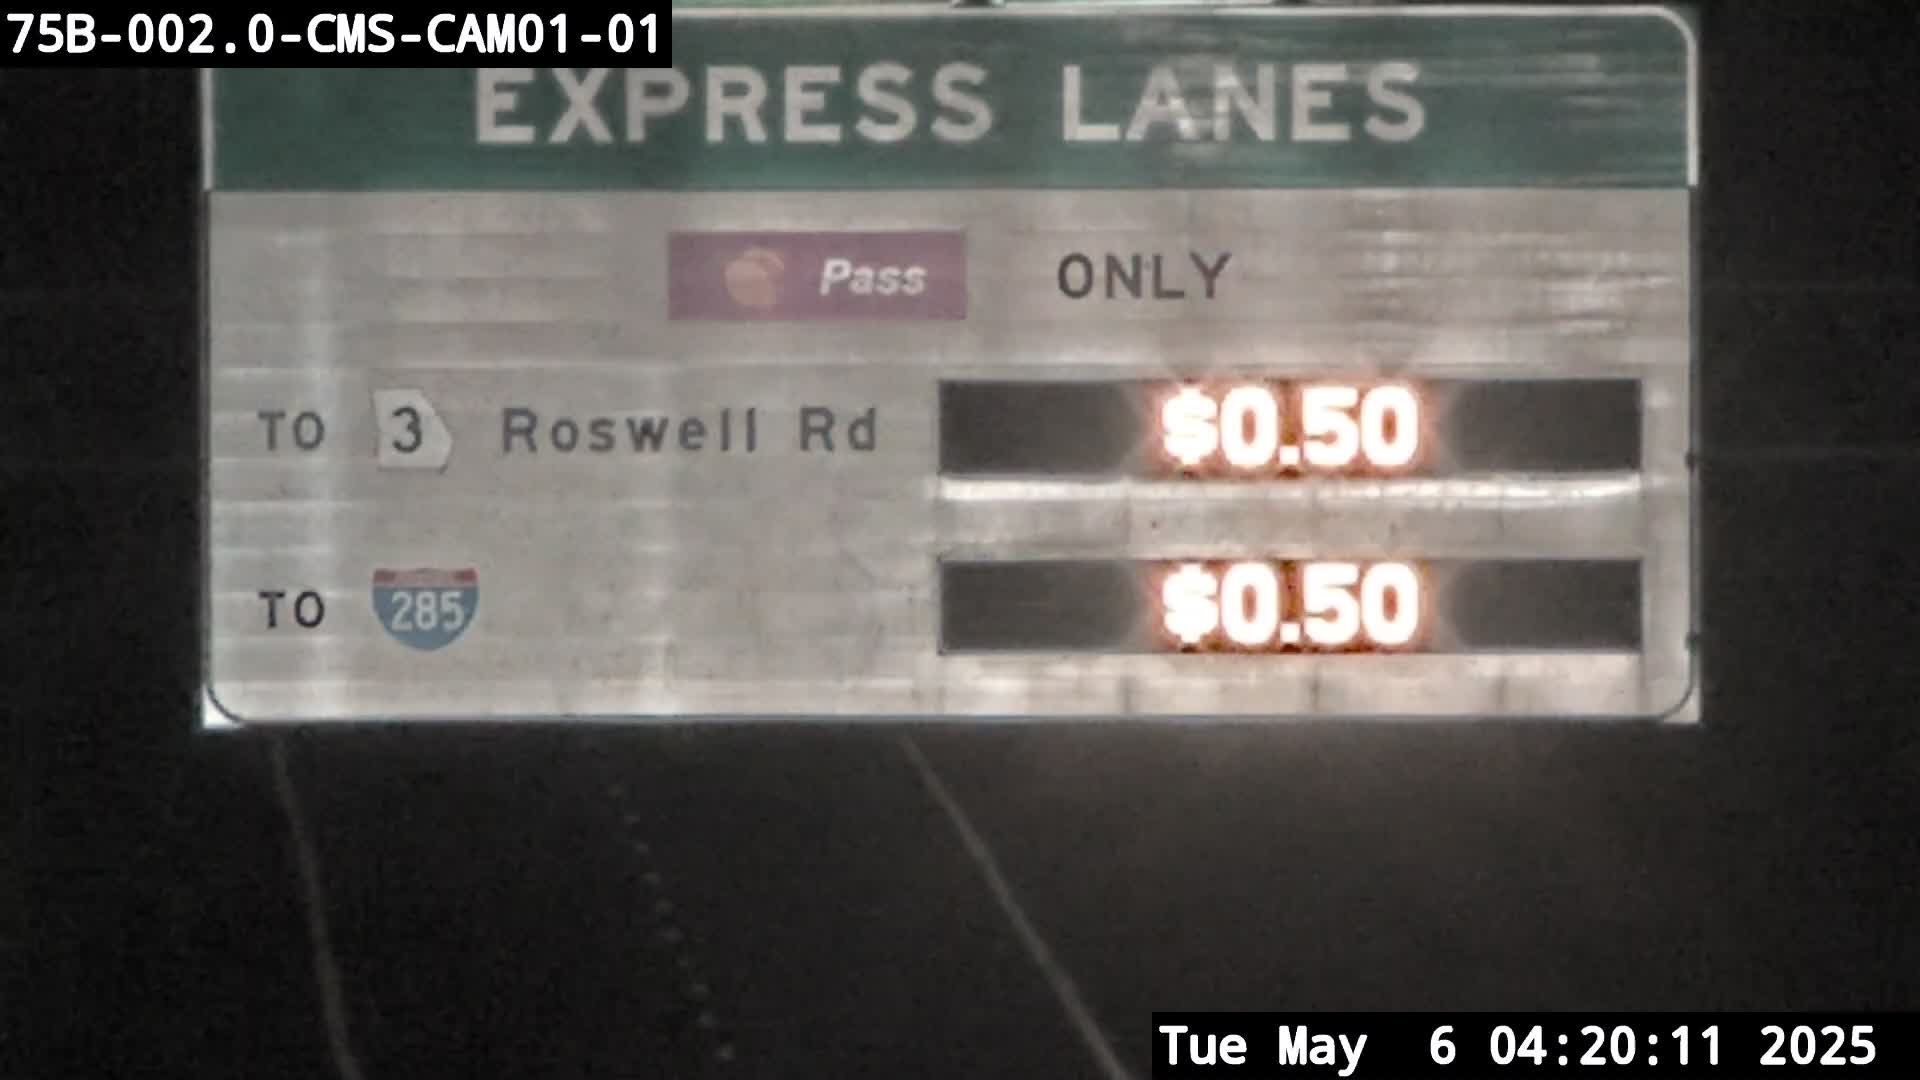 75B-002.0-CMS-CAM01-01
EXPRESS LANES
Pass ONLY
TO 3 Roswell Rd $0.50
TO 285 $0.50
Tue May 6 04:20:11 2025